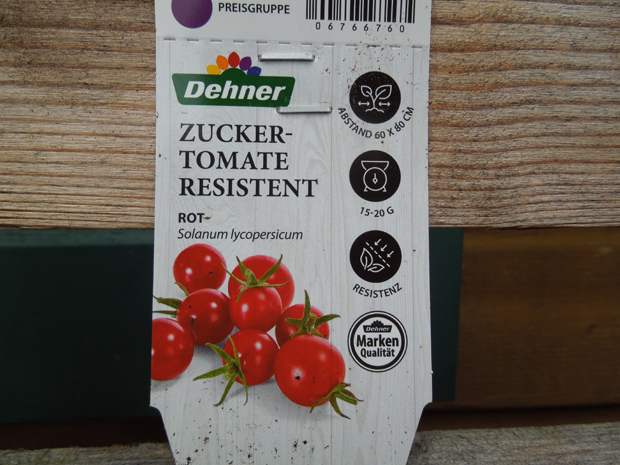 PREISGRUPPE
06766760
Dehner
ZUCKER-
TOMATE
RESISTENT
ROT
Solanum lycopersicum
ABSTAND 60 X 80 CM
15-20 G
RESISTENZ
Dehner
Marken
Qualität